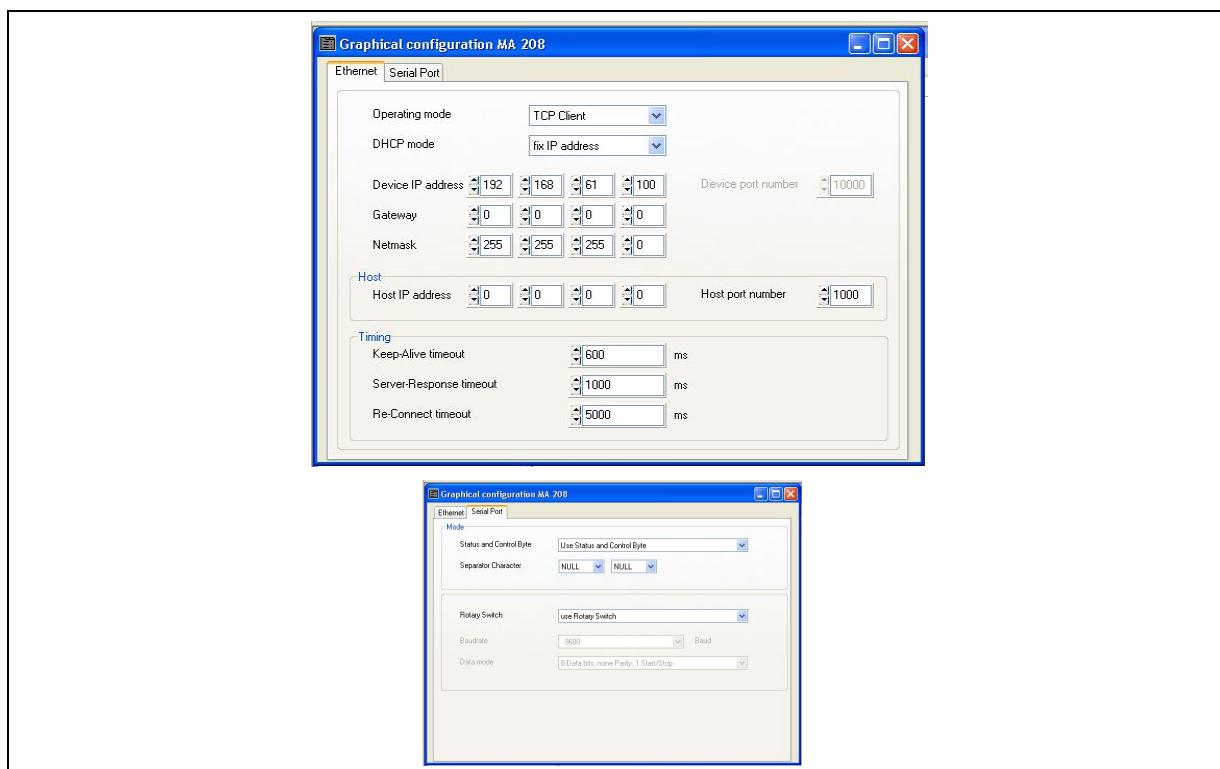 Graphical configuration MA 208
Ethernet Serial Port
Operating mode TCP Client
DHCP mode fix IP address
Device IP address 192 168 61 100 Device port number 10000
Gateway 0 0 0 0
Netmask 255 255 255 0
Host
Host IP address 0 0 0 0 Host port number 1000
Timing
Keep-Alive timeout 600 ms
Server-Response timeout 1000 ms
Re-Connect timeout 5000 ms
Graphical configuration MA 208
Ethernet Serial Port
Mode
Status and Control Byte Use Status and Control Byte
Separator Character NULL NULL
Rotary Switch use Rotary Switch
Baudrate 9600 Baud
Data mode 8 Data bits, none Parity, 1 Start/Stop